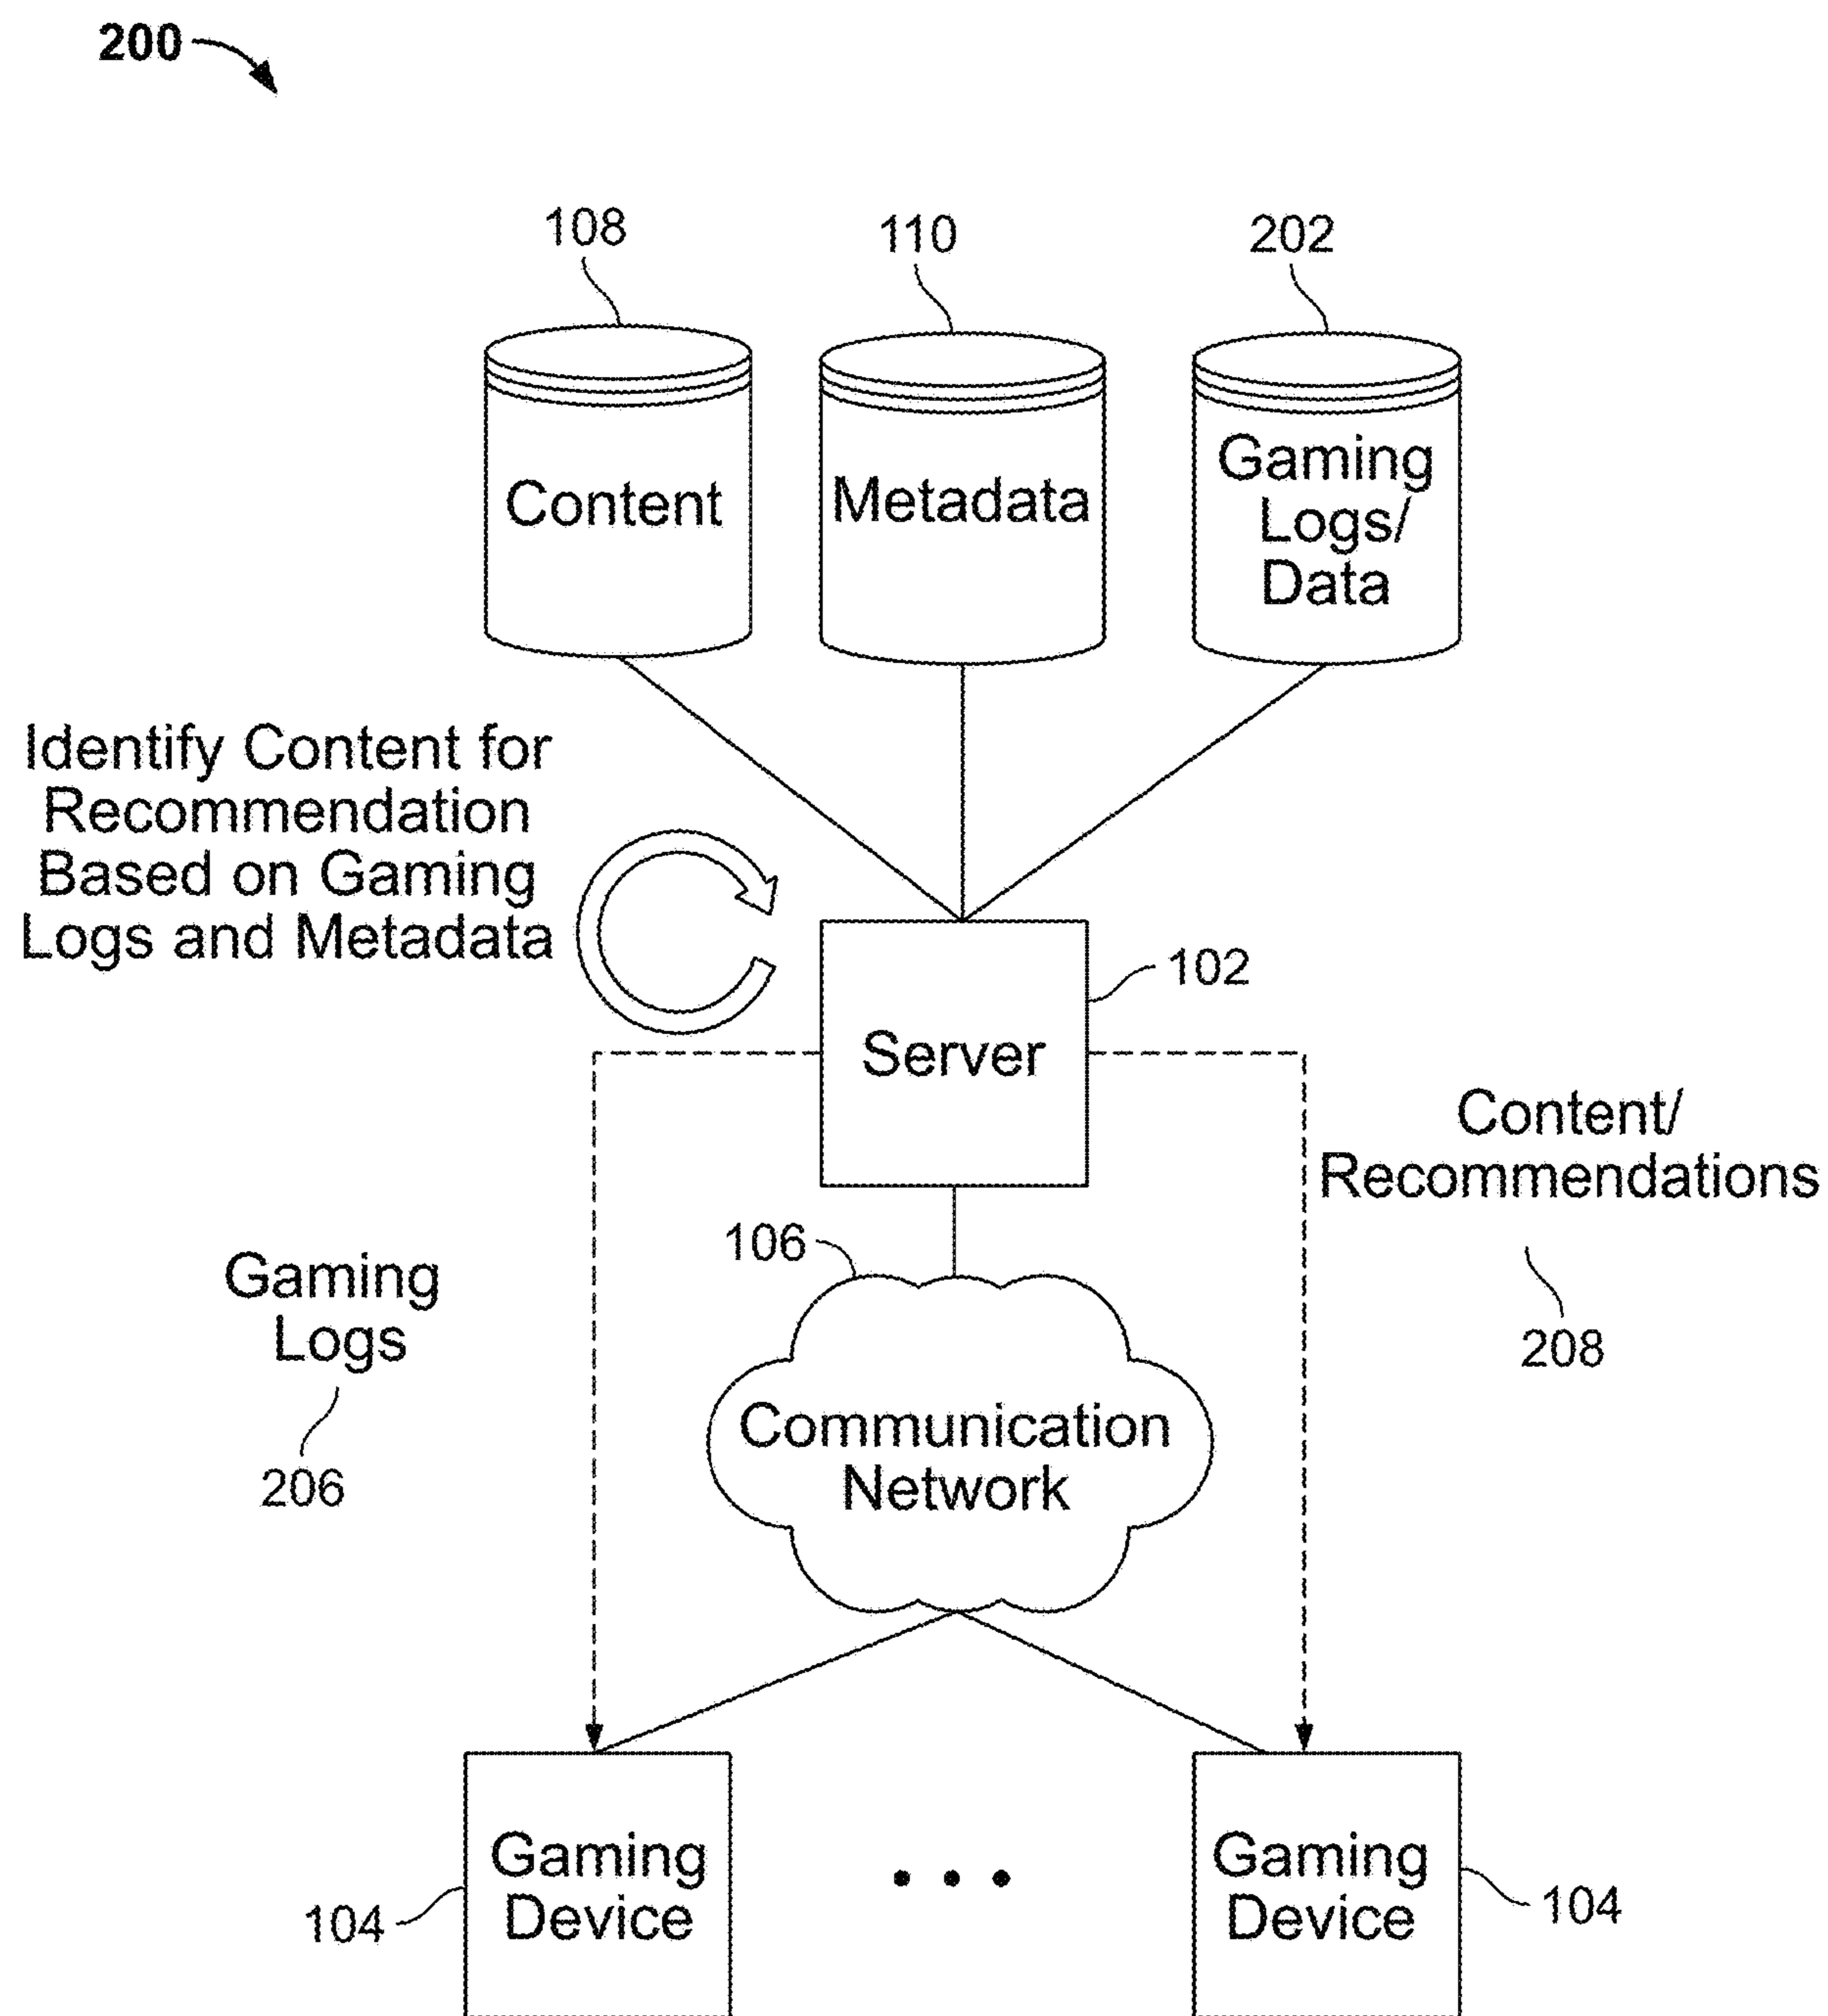 200
108
110
202
Content
Metadata
Gaming
Logs/
Data
Identify Content for
Recommendation
Based on Gaming
Logs and Metadata
102
Server
Content/
Recommendations
208
106
Gaming
Logs
206
Communication
Network
Gaming
Device
104
Gaming
Device
104